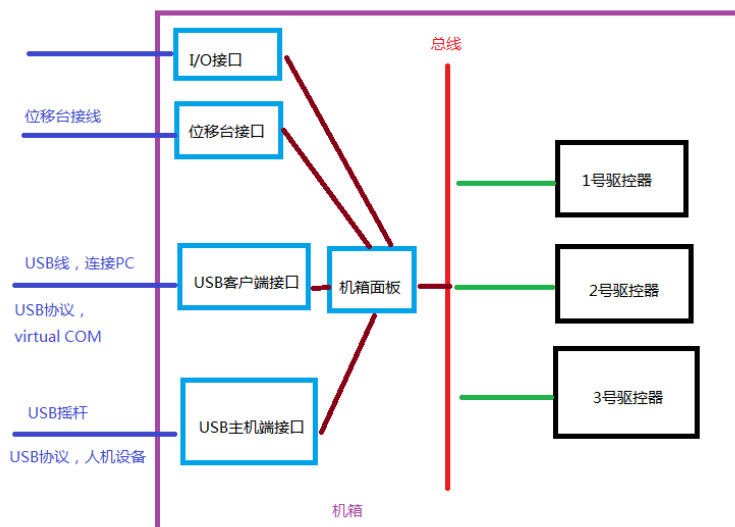 总线
I/O接口
位移台接线
位移台接口
1号驱控器
USB线，连接PC
USB客户端接口
机箱面板
2号驱控器
USB协议，
virtual COM
USB摇杆
USB主机端接口
3号驱控器
USB协议，人机设备
机箱